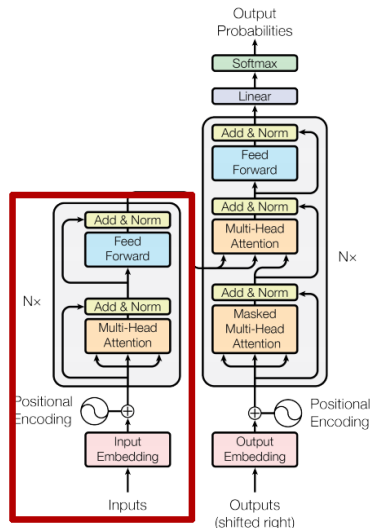 Output
Probabilities
Softmax
Linear
Add & Norm
Feed
Forward
Add & Norm
Multi-Head
Attention
Add & Norm
Masked
Multi-Head
Attention
N×
Positional
Encoding
Output
Embedding
Outputs
(shifted right)
Add & Norm
Feed
Forward
Add & Norm
Multi-Head
Attention
N×
Positional
Encoding
Input
Embedding
Inputs